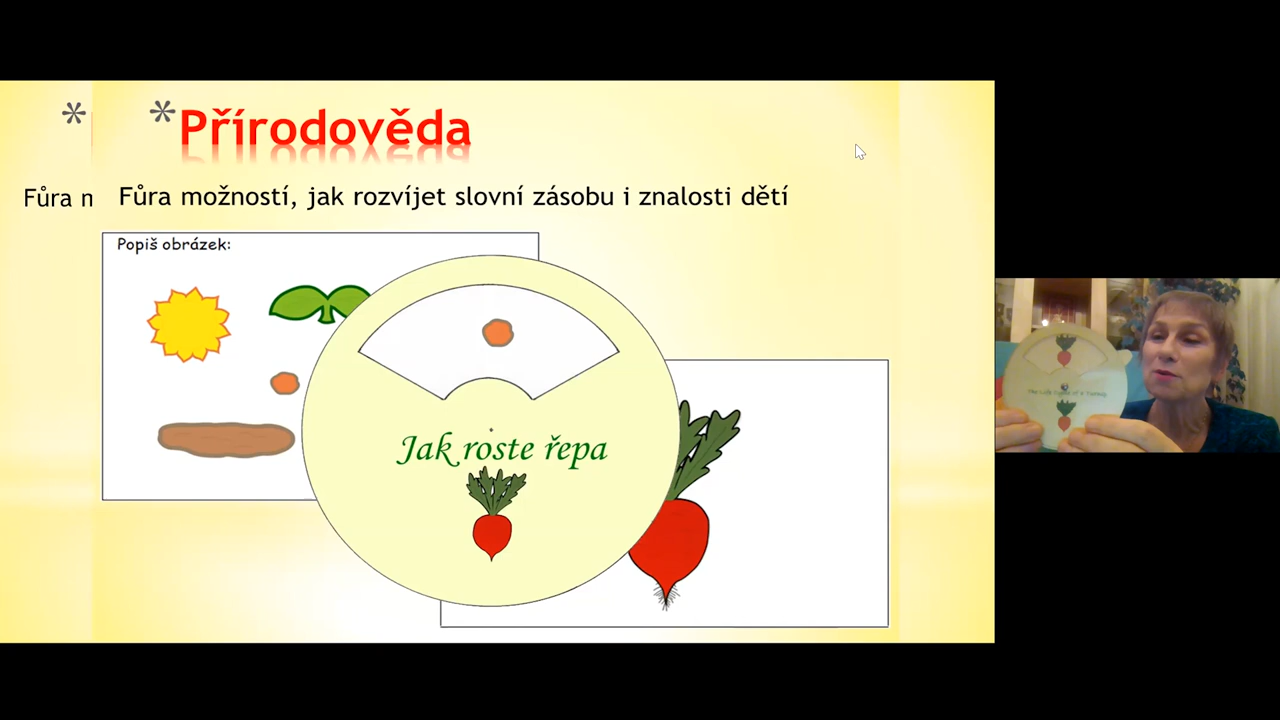 * Přírodověda
Fůra n
Fůra možností, jak rozvíjet slovní zásobu i znalosti dětí
Popiš obrázek:
Jak roste řepa